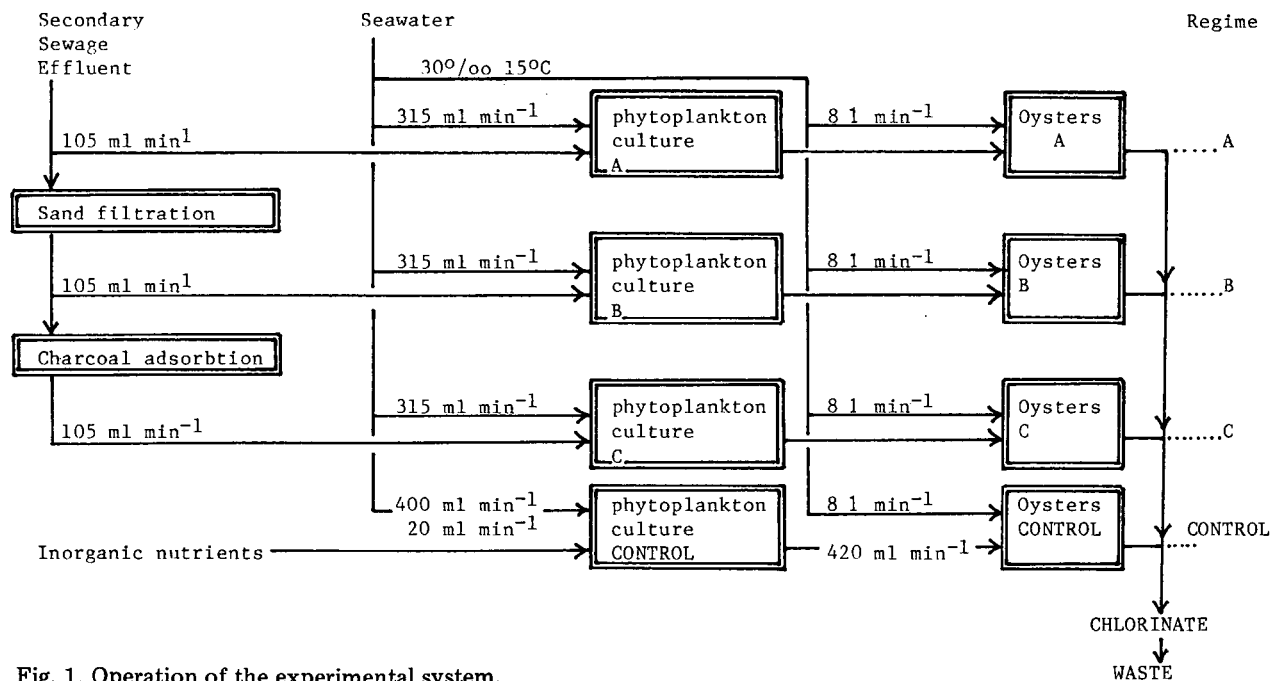 Secondary
Sewage
Effluent
Seawater
Regime
30º/oo 15ºC
315 ml min⁻¹
105 ml min¹
phytoplankton
culture
A
8 l min⁻¹
Oysters
A
.....A
Sand filtration
315 ml min⁻¹
105 ml min¹
phytoplankton
culture
B
8 l min⁻¹
Oysters
B
......B
Charcoal adsorbtion
315 ml min⁻¹
105 ml min⁻¹
phytoplankton
culture
C
8 l min⁻¹
Oysters
C
........C
400 ml min⁻¹
20 ml min⁻¹
Inorganic nutrients
phytoplankton
culture
CONTROL
8 l min⁻¹
420 ml min⁻¹
Oysters
CONTROL
..... CONTROL
CHLORINATE
WASTE
Fig. 1. Operation of the experimental system.